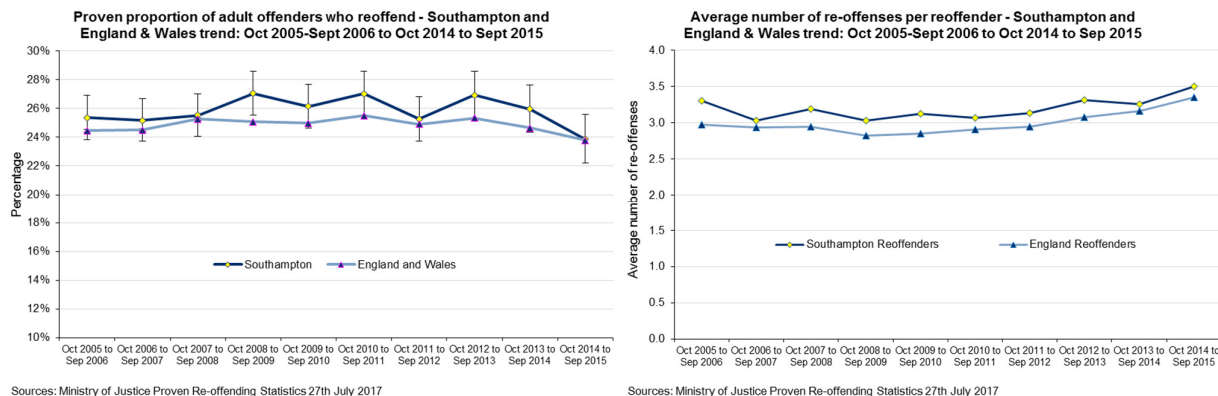 Proven proportion of adult offenders who reoffend - Southampton and
England & Wales trend: Oct 2005-Sept 2006 to Oct 2014 to Sept 2015
30%
28%
26%
24%
22%
20%
18%
16%
14%
12%
10%
Percentage
Southampton
England and Wales
Oct 2005 to
Sep 2006
Oct 2006 to
Sep 2007
Oct 2007 to
Sep 2008
Oct 2008 to
Sep 2009
Oct 2009 to
Sep 2010
Oct 2010 to
Sep 2011
Oct 2011 to
Sep 2012
Oct 2012 to
Sep 2013
Oct 2013 to
Sep 2014
Oct 2014 to
Sep 2015
Sources: Ministry of Justice Proven Re-offending Statistics 27th July 2017
Average number of re-offenses per reoffender - Southampton and
England & Wales trend: Oct 2005-Sept 2006 to Oct 2014 to Sep 2015
4.0
3.5
3.0
2.5
2.0
1.5
1.0
0.5
0.0
Average number of re-offenses
Southampton Reoffenders
England Reoffenders
Oct 2005 to
Sep 2006
Oct 2006 to
Sep 2007
Oct 2007 to
Sep 2008
Oct 2008 to
Sep 2009
Oct 2009 to
Sep 2010
Oct 2010 to
Sep 2011
Oct 2011 to
Sep 2012
Oct 2012 to
Sep 2013
Oct 2013 to
Sep 2014
Oct 2014 to
Sep 2015
Sources: Ministry of Justice Proven Re-offending Statistics 27th July 2017